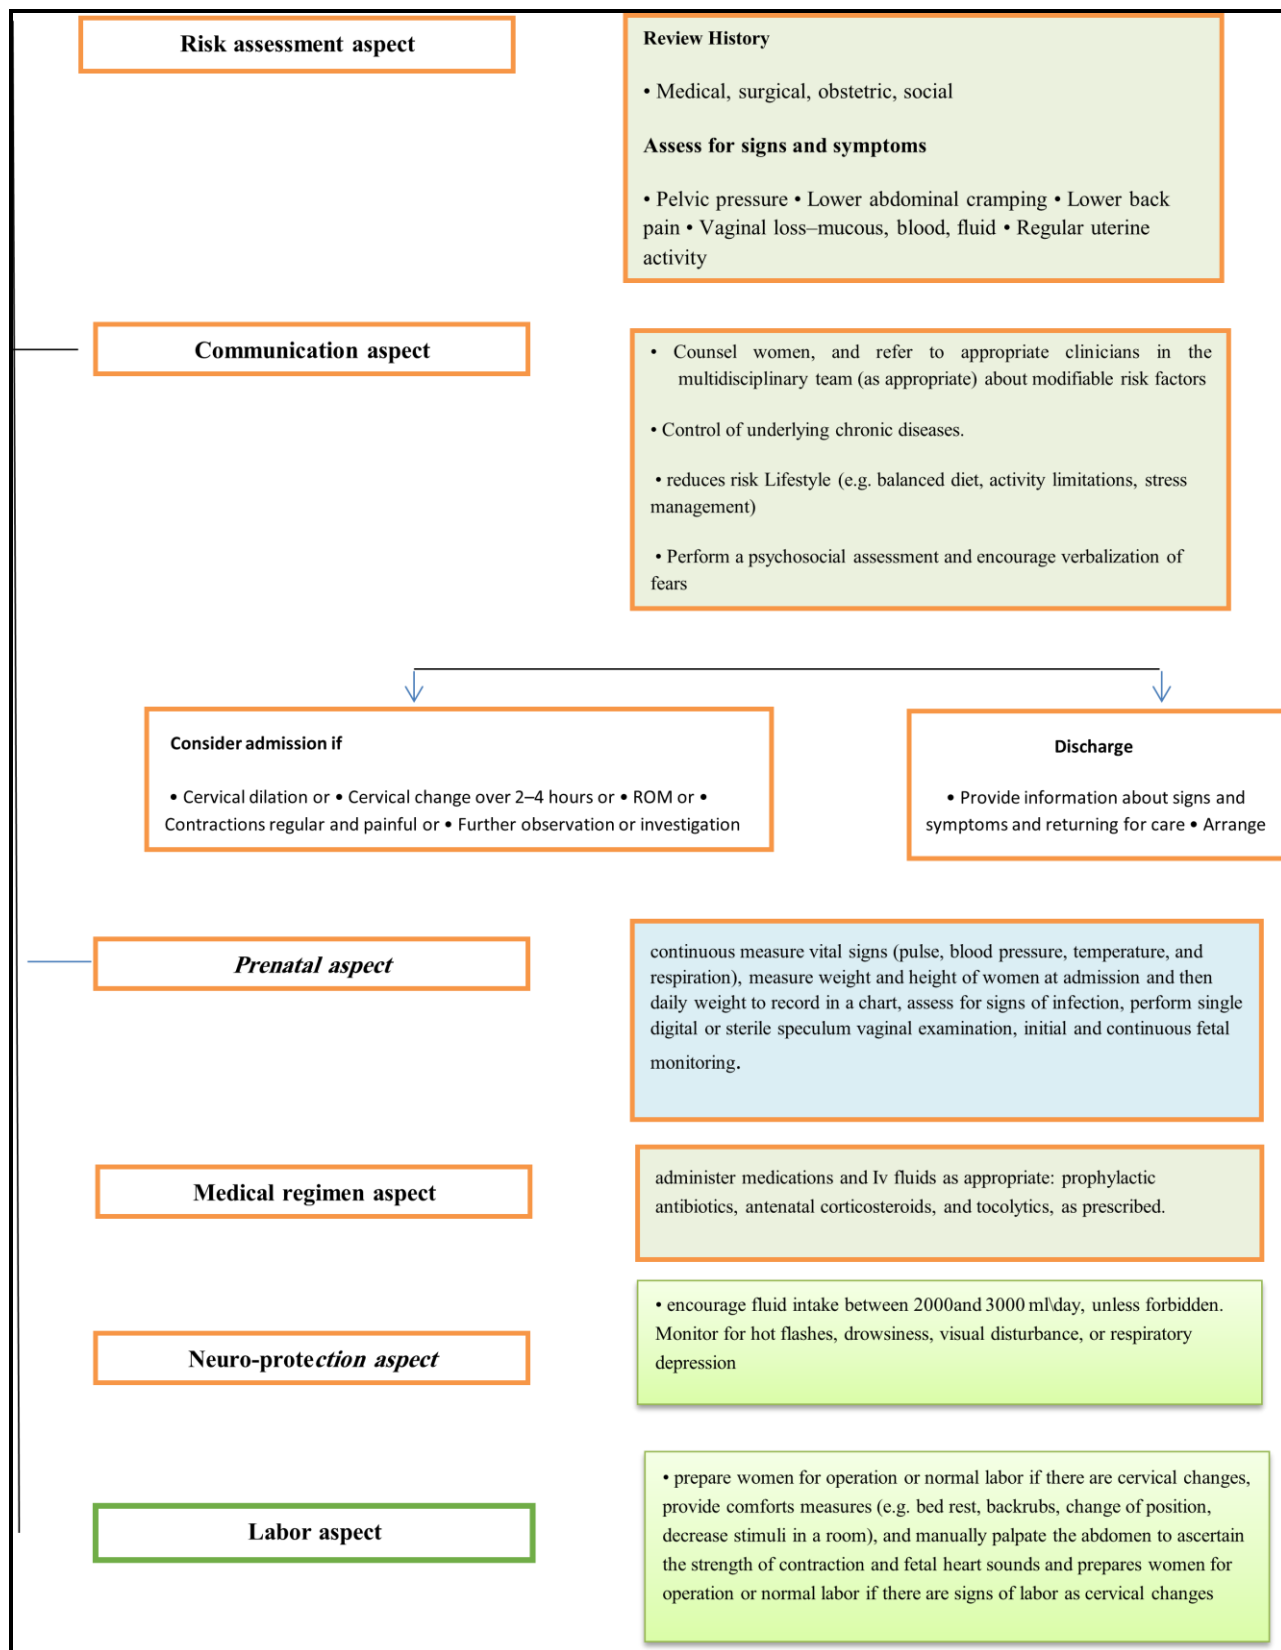 Risk assessment aspect
Review History
• Medical, surgical, obstetric, social
Assess for signs and symptoms
• Pelvic pressure • Lower abdominal cramping • Lower back
pain • Vaginal loss–mucous, blood, fluid • Regular uterine
activity
Communication aspect
• Counsel women, and refer to appropriate clinicians in the
multidisciplinary team (as appropriate) about modifiable risk factors
• Control of underlying chronic diseases.
• reduces risk Lifestyle (e.g. balanced diet, activity limitations, stress
management)
• Perform a psychosocial assessment and encourage verbalization of
fears
Consider admission if
• Cervical dilation or • Cervical change over 2–4 hours or • ROM or •
Contractions regular and painful or • Further observation or investigation
Discharge
• Provide information about signs and
symptoms and returning for care • Arrange
Prenatal aspect
continuous measure vital signs (pulse, blood pressure, temperature, and
respiration), measure weight and height of women at admission and then
daily weight to record in a chart, assess for signs of infection, perform single
digital or sterile speculum vaginal examination, initial and continuous fetal
monitoring.
Medical regimen aspect
administer medications and Iv fluids as appropriate: prophylactic
antibiotics, antenatal corticosteroids, and tocolytics, as prescribed.
Neuro-protection aspect
• encourage fluid intake between 2000and 3000 ml\day, unless forbidden.
Monitor for hot flashes, drowsiness, visual disturbance, or respiratory
depression
Labor aspect
• prepare women for operation or normal labor if there are cervical changes,
provide comforts measures (e.g. bed rest, backrubs, change of position,
decrease stimuli in a room), and manually palpate the abdomen to ascertain
the strength of contraction and fetal heart sounds and prepares women for
operation or normal labor if there are signs of labor as cervical changes